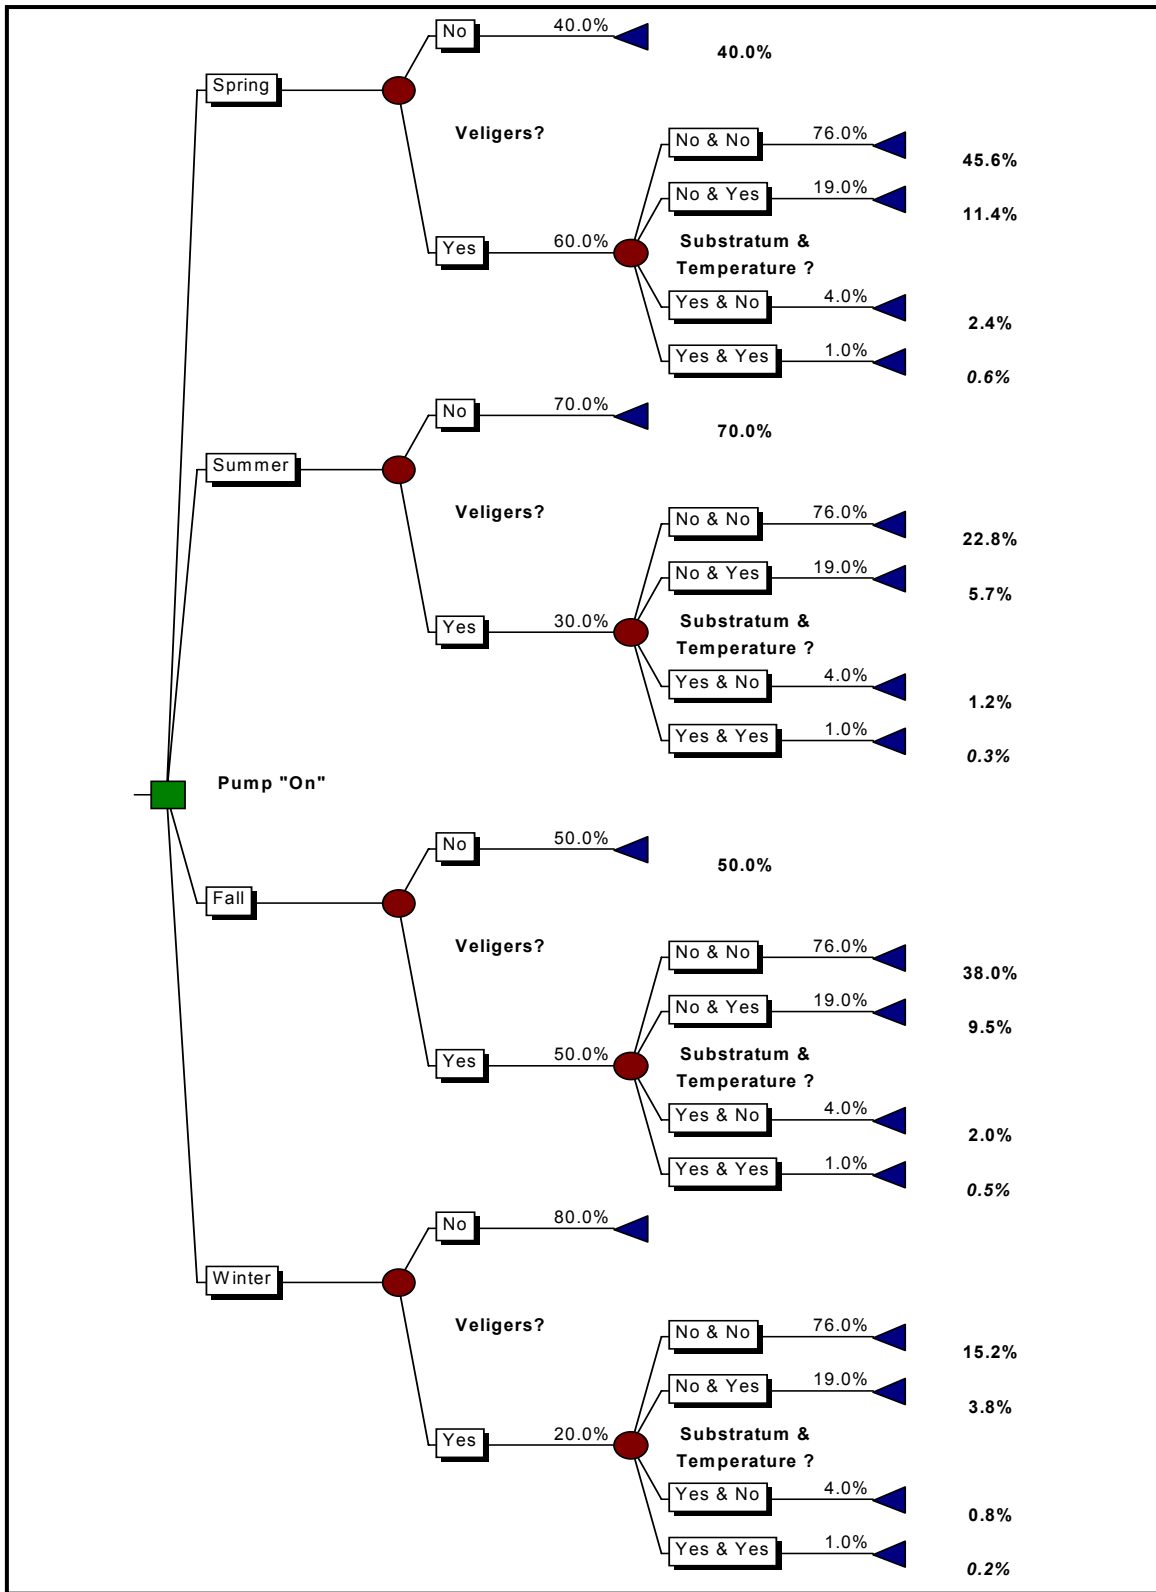 No 40.0%
40.0%
Spring
Veligers?
No & No 76.0%
45.6%
No & Yes 19.0%
11.4%
Yes 60.0%
Substratum &
Temperature ?
Yes & No 4.0%
2.4%
Yes & Yes 1.0%
0.6%
No 70.0%
70.0%
Summer
Veligers?
No & No 76.0%
22.8%
No & Yes 19.0%
5.7%
Yes 30.0%
Substratum &
Temperature ?
Yes & No 4.0%
1.2%
Yes & Yes 1.0%
0.3%
Pump "On"
No 50.0%
50.0%
Fall
Veligers?
No & No 76.0%
38.0%
No & Yes 19.0%
9.5%
Yes 50.0%
Substratum &
Temperature ?
Yes & No 4.0%
2.0%
Yes & Yes 1.0%
0.5%
No 80.0%
Winter
Veligers?
No & No 76.0%
15.2%
No & Yes 19.0%
3.8%
Yes 20.0%
Substratum &
Temperature ?
Yes & No 4.0%
0.8%
Yes & Yes 1.0%
0.2%